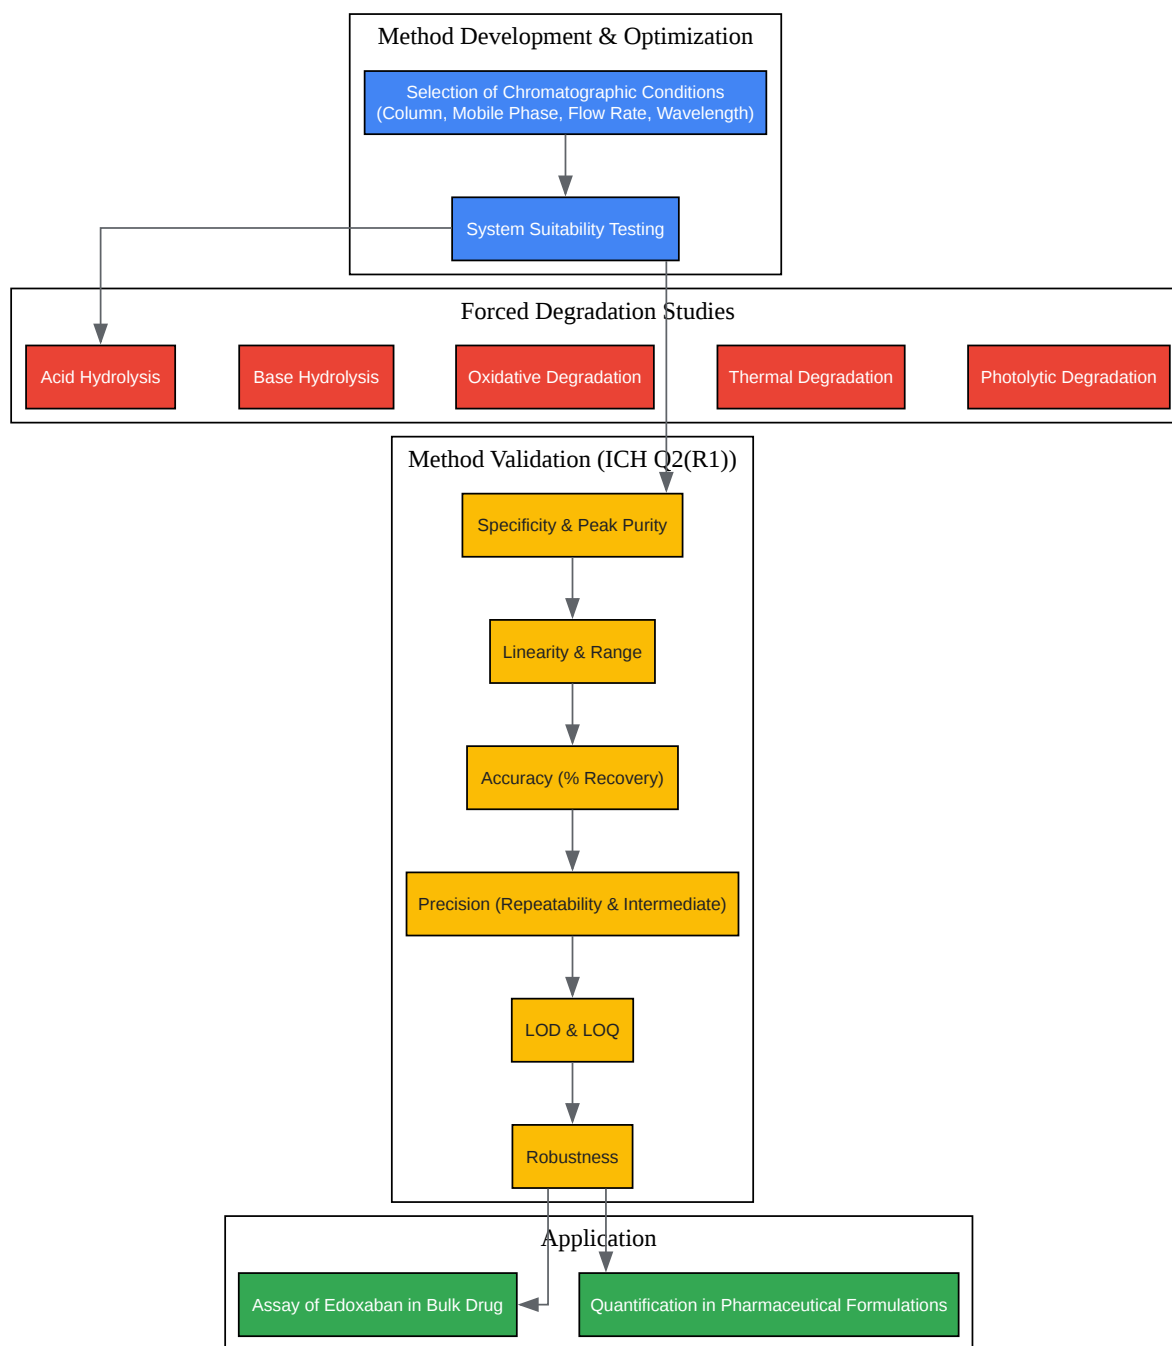 Method Development & Optimization
Selection of Chromatographic Conditions
(Column, Mobile Phase, Flow Rate, Wavelength)
System Suitability Testing
Forced Degradation Studies
Acid Hydrolysis
Base Hydrolysis
Oxidative Degradation
Thermal Degradation
Photolytic Degradation
Method Validation (ICH Q2(R1))
Specificity & Peak Purity
Linearity & Range
Accuracy (% Recovery)
Precision (Repeatability & Intermediate)
LOD & LOQ
Robustness
Application
Assay of Edoxaban in Bulk Drug
Quantification in Pharmaceutical Formulations